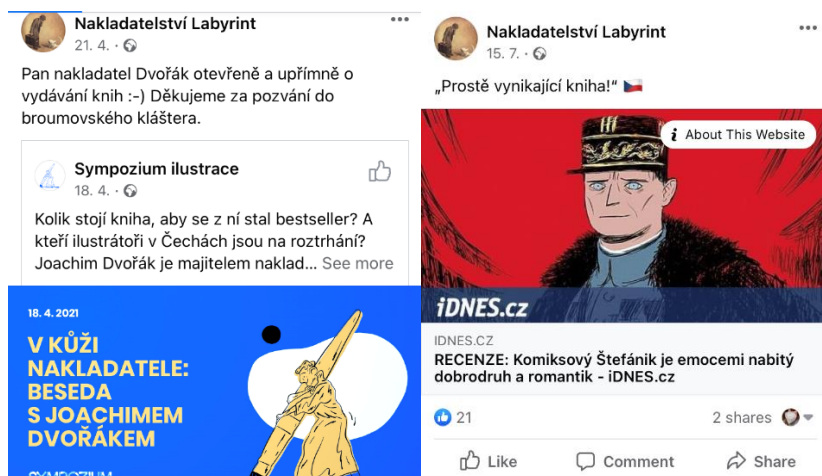 Nakladatelství Labyrint
21. 4. ·
Pan nakladatel Dvořák otevřeně a upřímně o
vydávání knih :-) Děkujeme za pozvání do
broumovského kláštera.
Sympozium ilustrace
18. 4. ·
Kolik stojí kniha, aby se z ní stal bestseller? A
kteří ilustrátoři v Čechách jsou na roztrhání?
Joachim Dvořák je majitelem naklad... See more
18. 4. 2021
V KŮŽI
NAKLADATELE:
BESEDA
S JOACHIMEM
DVOŘÁKEM
Nakladatelství Labyrint
15. 7. ·
„Prostě vynikající kniha!“ 🇨🇿
i About This Website
iDNES.cz
IDNES.CZ
RECENZE: Komiksový Štefánik je emocemi nabitý
dobrodruh a romantik - iDNES.cz
21
2 shares
Like
Comment
Share